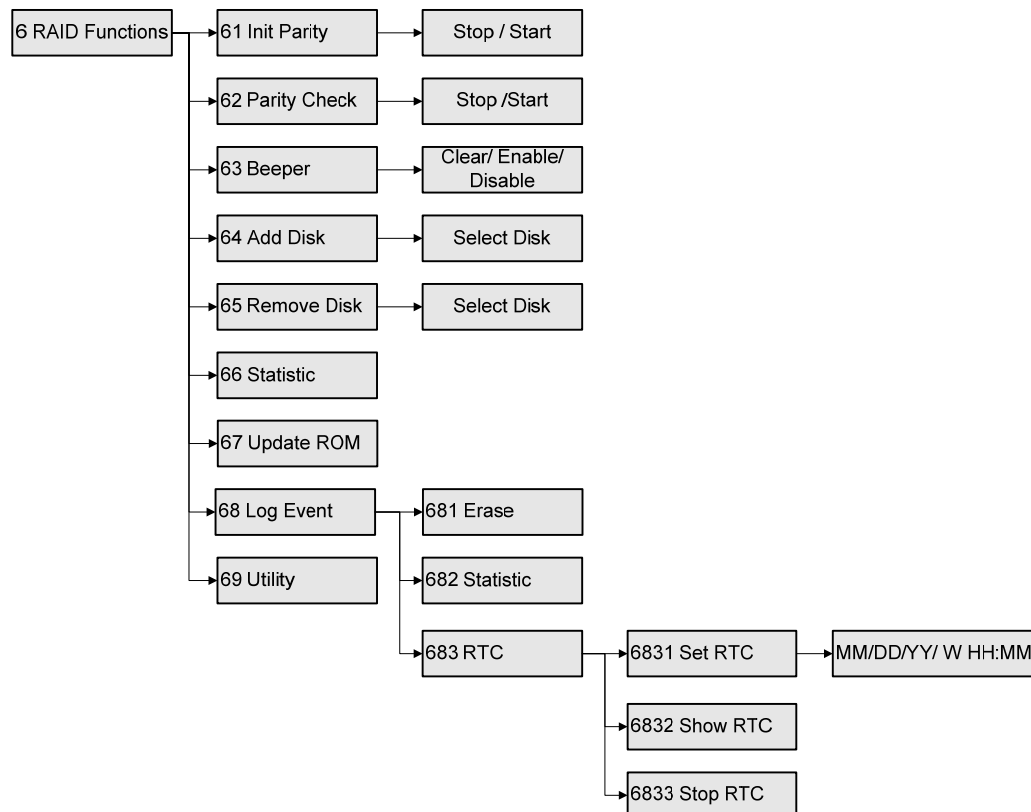 6 RAID Functions
61 Init Parity
Stop / Start
62 Parity Check
Stop /Start
63 Beeper
Clear/ Enable/
Disable
64 Add Disk
Select Disk
65 Remove Disk
Select Disk
66 Statistic
67 Update ROM
68 Log Event
681 Erase
69 Utility
682 Statistic
683 RTC
6831 Set RTC
MM/DD/YY/ W HH:MM
6832 Show RTC
6833 Stop RTC